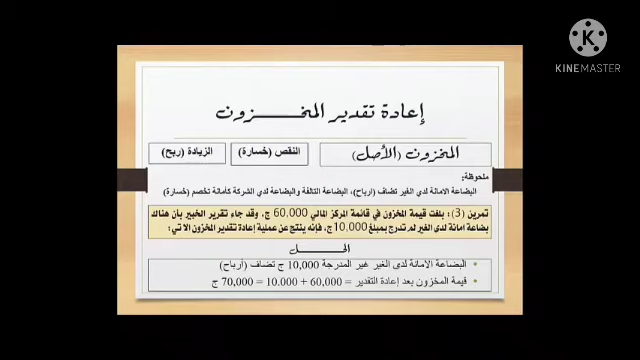 KINEMASTER
إعادة تقدير المخـــزون
المخزون (الأصل)
النقص (خسارة)
الزيادة (ربح)
ملحوظة:
البضاعة الامانة لدى الغير تضاف (ارباح)، البضاعة التالفة والبضاعة لدي الشركة كأمانة تخصم (خسارة)
تمرين (3): بلغت قيمة المخزون في قائمة المركز المالي 60,000 ج، وقد جاء تقرير الخبير بأن هناك
بضاعة امانة لدى الغير لم تدرج بمبلغ 10,000 ج، فإنه ينتج عن عملية إعادة تقدير المخزون الاتي:
الحـــل
• البضاعة الامانة لدى الغير غير المدرجة 10,000 ج تضاف (أرباح)
• قيمة المخزون بعد إعادة التقدير = 60,000 + 10.000 = 70,000 ج